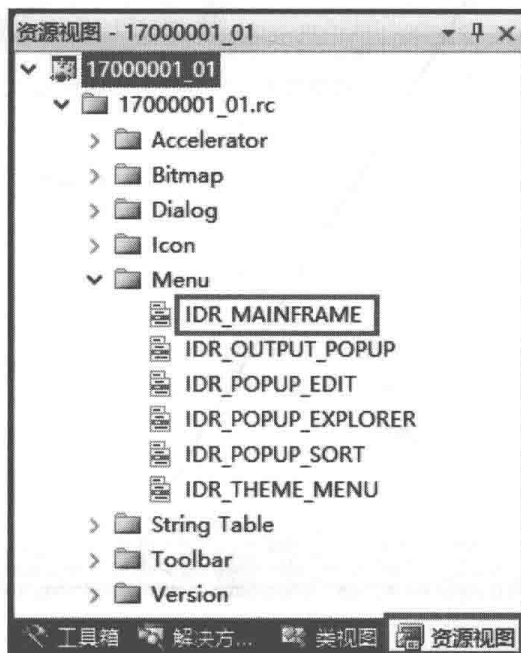 资源视图 - 17000001_01
17000001_01
17000001_01.rc
Accelerator
Bitmap
Dialog
Icon
Menu
IDR_MAINFRAME
IDR_OUTPUT_POPUP
IDR_POPUP_EDIT
IDR_POPUP_EXPLORER
IDR_POPUP_SORT
IDR_THEME_MENU
String Table
Toolbar
Version
工具箱 解决方... 类视图 资源视图